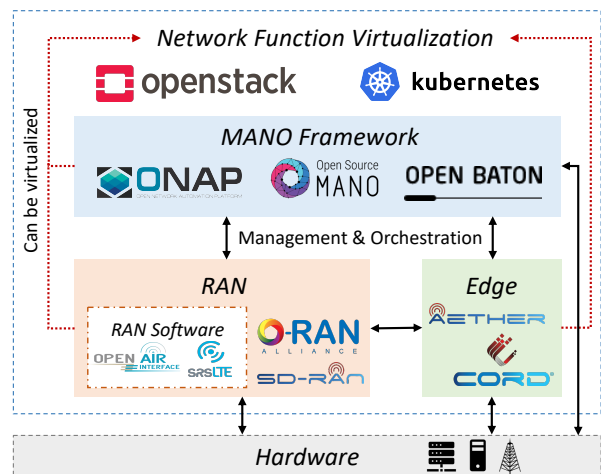 Network Function Virtualization
openstack
kubernetes
MANO Framework
ONAP
OPEN NETWORK AUTOMATION PLATFORM
Open Source
MANO
OPEN BATON
Can be virtualized
Management & Orchestration
RAN
RAN Software
OPEN AIR
INTERFACE
SRSLTE
O-RAN
ALLIANCE
SD-RAN
Edge
AETHER
CORD
Hardware